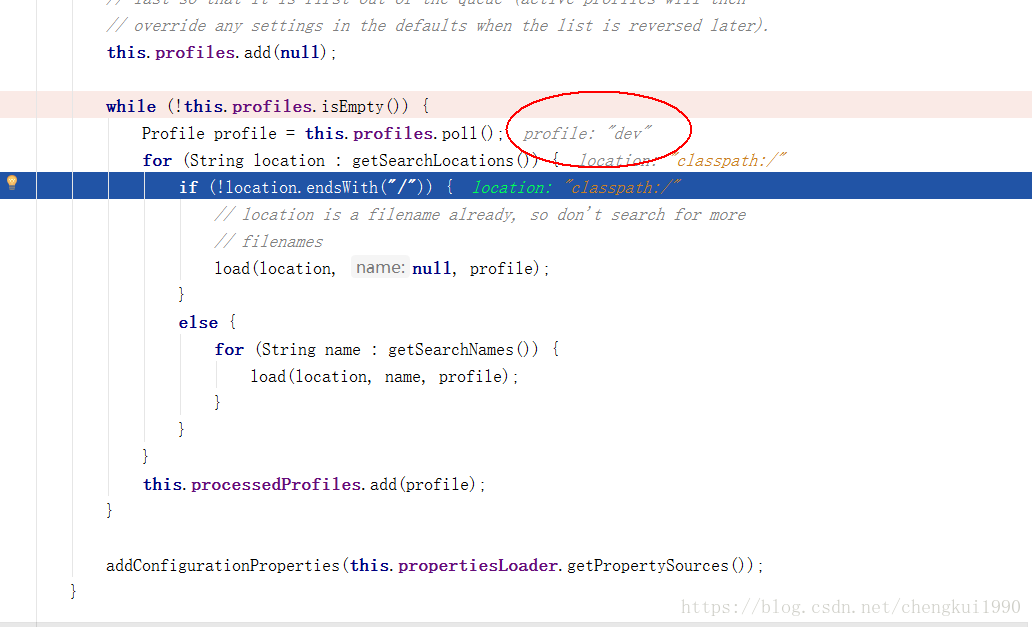 // last so that it is first out of the queue (active profiles will then
// override any settings in the defaults when the list is reversed later).
this.profiles.add(null);
while (!this.profiles.isEmpty()) {
Profile profile = this.profiles.poll(); profile: "dev"
for (String location : getSearchLocations()) { location: "classpath:/"
if (!location.endsWith("/")) { location: "classpath:/"
// location is a filename already, so don't search for more
// filenames
load(location, name: null, profile);
}
else {
for (String name : getSearchNames()) {
load(location, name, profile);
}
}
}
this.processedProfiles.add(profile);
}
addConfigurationProperties(this.propertiesLoader.getPropertySources());
}
https://blog.csdn.net/chengkui1990